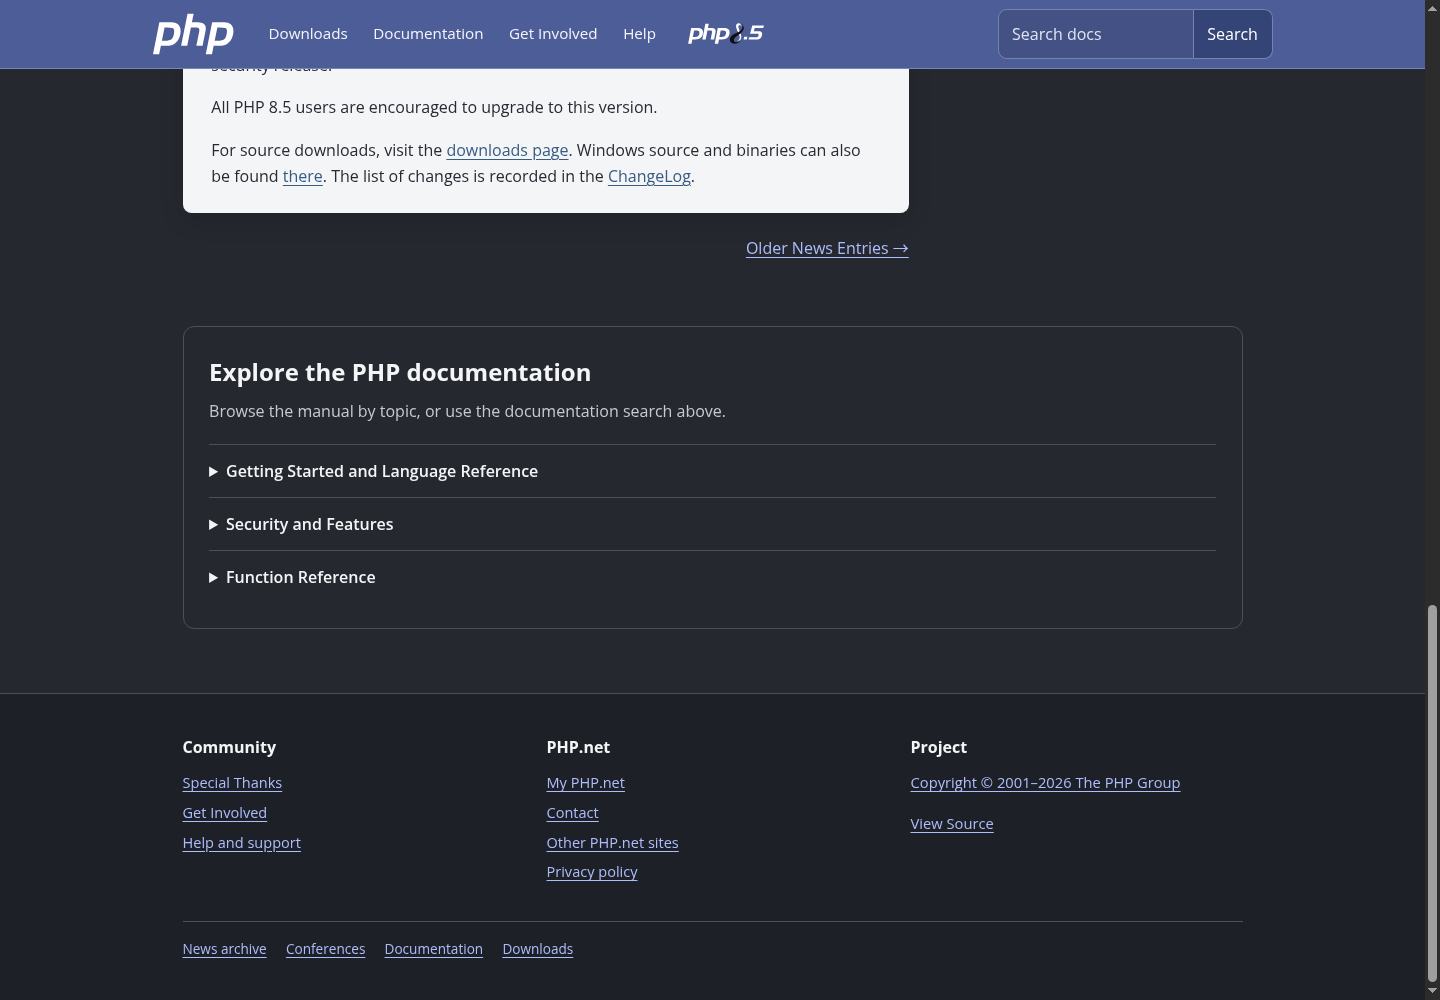 php
Downloads
Documentation
Get Involved
Help
php8.5
Search docs
Search
security release.
All PHP 8.5 users are encouraged to upgrade to this version.
For source downloads, visit the downloads page. Windows source and binaries can also
be found there. The list of changes is recorded in the ChangeLog.
Older News Entries →
Explore the PHP documentation
Browse the manual by topic, or use the documentation search above.
Getting Started and Language Reference
Security and Features
Function Reference
Community
Special Thanks
Get Involved
Help and support
PHP.net
My PHP.net
Contact
Other PHP.net sites
Privacy policy
Project
Copyright © 2001–2026 The PHP Group
View Source
News archive
Conferences
Documentation
Downloads